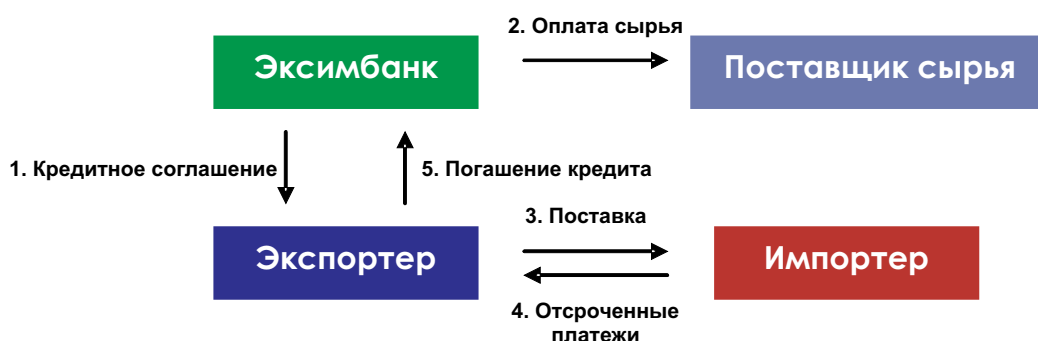 2. Оплата сырья
Эксимбанк
Поставщик сырья
1. Кредитное соглашение
5. Погашение кредита
3. Поставка
Экспортер
Импортер
4. Отсроченные
платежи